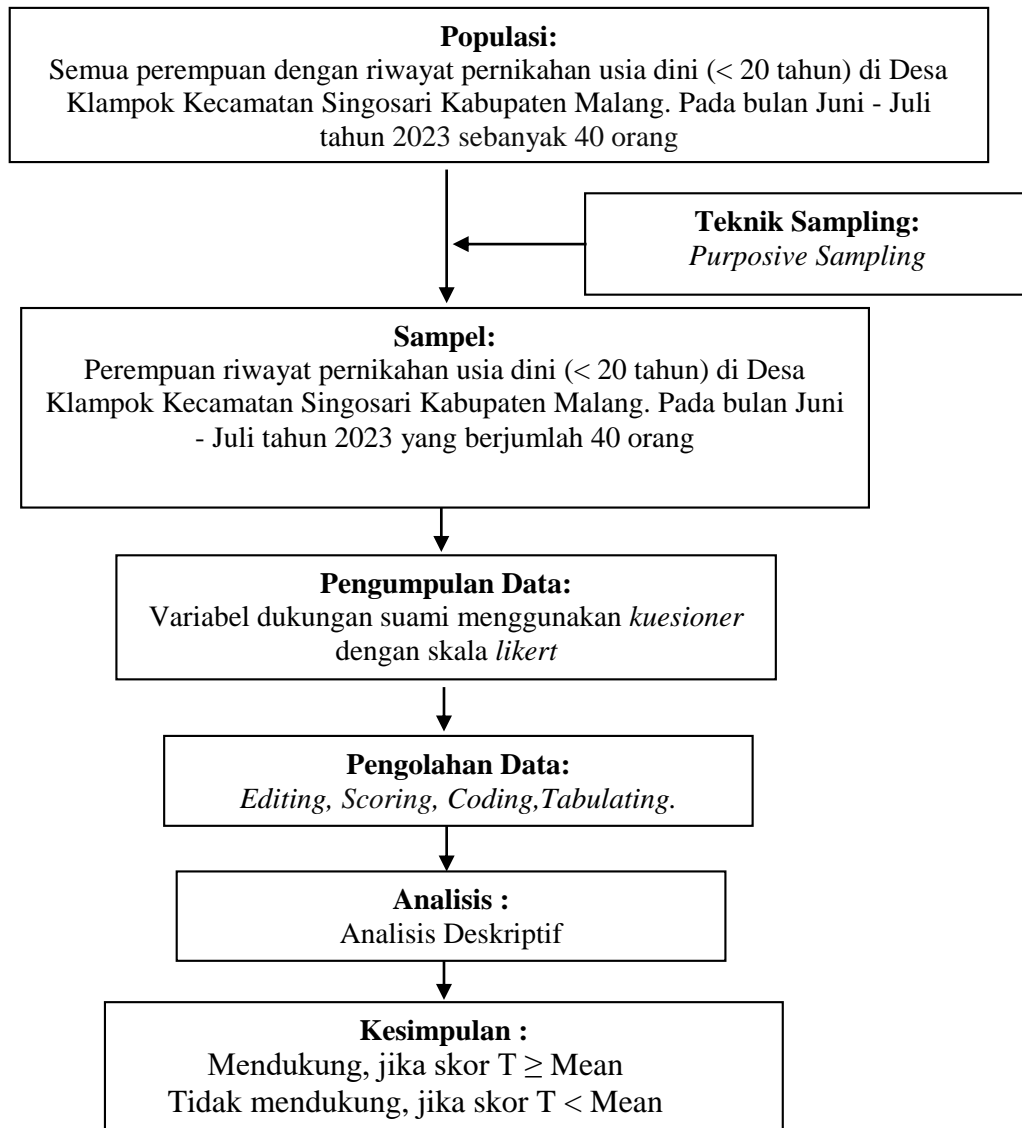 Populasi:
Semua perempuan dengan riwayat pernikahan usia dini (< 20 tahun) di Desa
Klampok Kecamatan Singosari Kabupaten Malang. Pada bulan Juni - Juli
tahun 2023 sebanyak 40 orang
Teknik Sampling:
Purposive Sampling
Sampel:
Perempuan riwayat pernikahan usia dini (< 20 tahun) di Desa
Klampok Kecamatan Singosari Kabupaten Malang. Pada bulan Juni
- Juli tahun 2023 yang berjumlah 40 orang
Pengumpulan Data:
Variabel dukungan suami menggunakan kuesioner
dengan skala likert
Pengolahan Data:
Editing, Scoring, Coding,Tabulating.
Analisis :
Analisis Deskriptif
Kesimpulan :
Mendukung, jika skor T ≥ Mean
Tidak mendukung, jika skor T < Mean